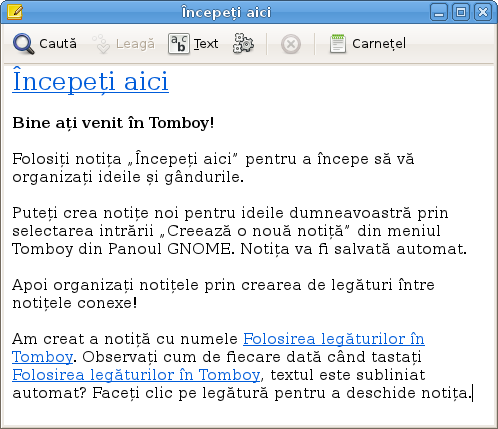 Începeți aici
Caută Leagă Text Carnețel
Începeți aici
Bine ați venit în Tomboy!
Folosiți notița „Începeți aici” pentru a începe să vă
organizați ideile și gândurile.
Puteți crea notițe noi pentru ideile dumneavoastră prin
selectarea intrării „Creează o nouă notiță” din meniul
Tomboy din Panoul GNOME. Notița va fi salvată automat.
Apoi organizați notițele prin crearea de legături între
notițele conexe!
Am creat a notiță cu numele Folosirea legăturilor în
Tomboy. Observați cum de fiecare dată când tastați
Folosirea legăturilor în Tomboy, textul este subliniat
automat? Faceți clic pe legătură pentru a deschide notița.